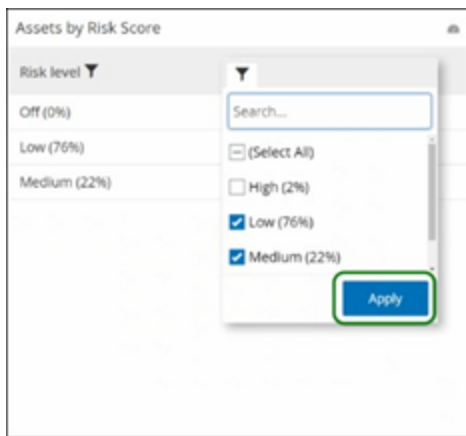 Assets by Risk Score
Risk level
Off (0%)
Low (76%)
Medium (22%)
Search...
(Select All)
High (2%)
Low (76%)
Medium (22%)
Apply